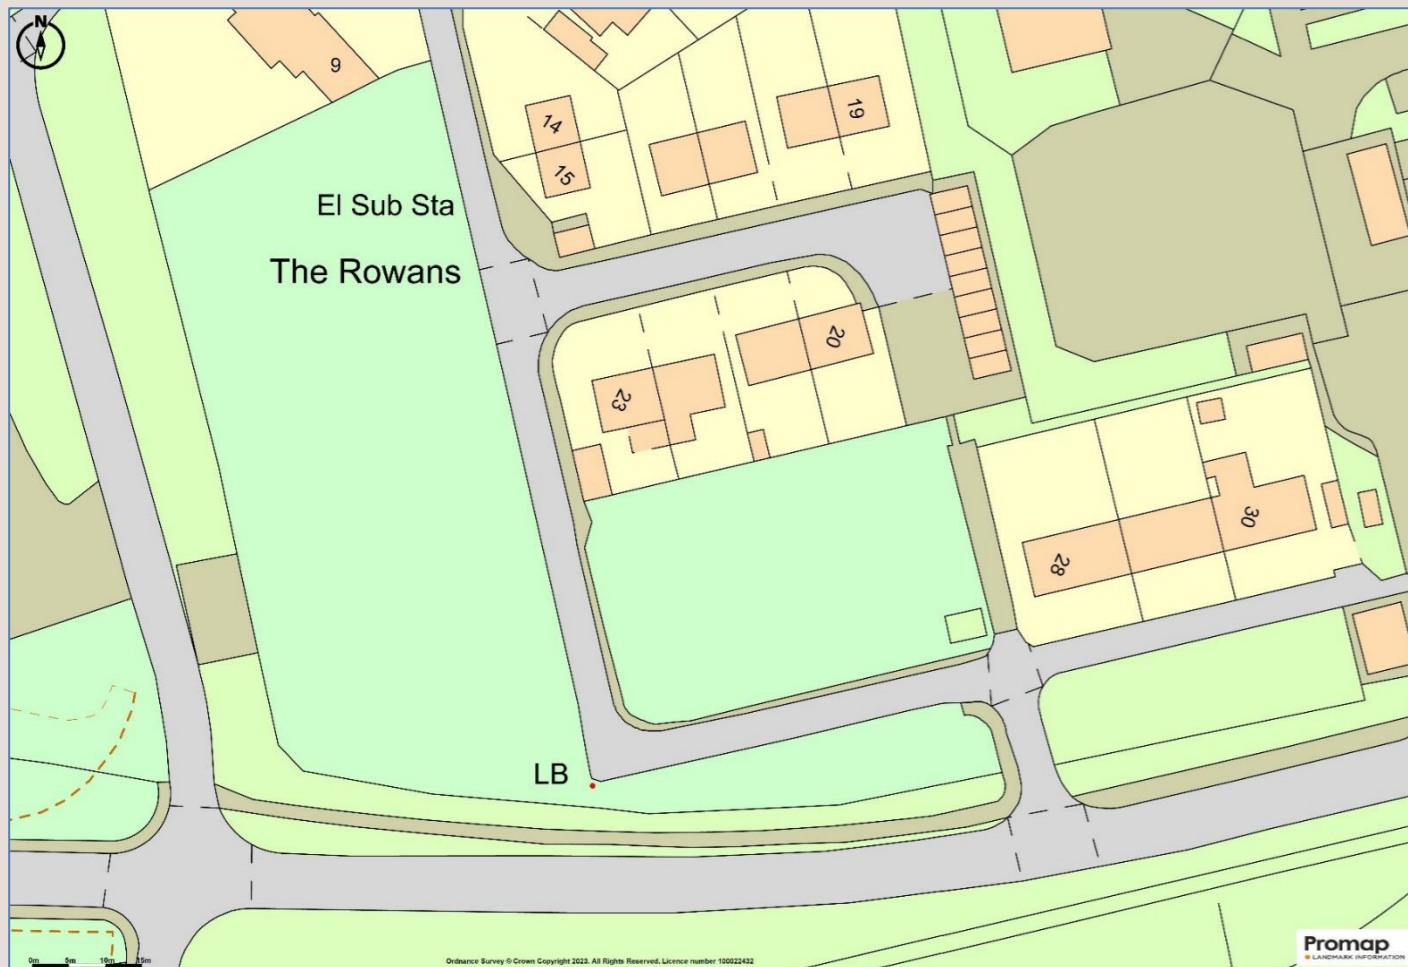 N
9
14
19
15
El Sub Sta
The Rowans
20
23
30
28
LB
0m 5m 10m 15m
Ordnance Survey © Crown Copyright 2023. All Rights Reserved. Licence number 100022432
Promap
LANDMARK INFORMATION